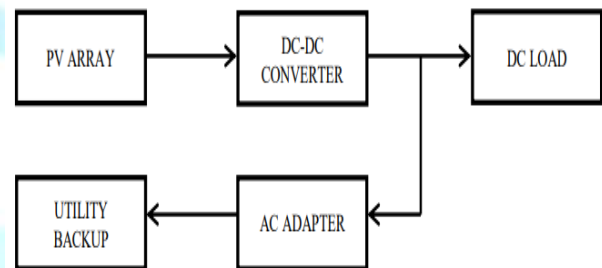 PV ARRAY
DC-DC
CONVERTER
DC LOAD
UTILITY
BACKUP
AC ADAPTER